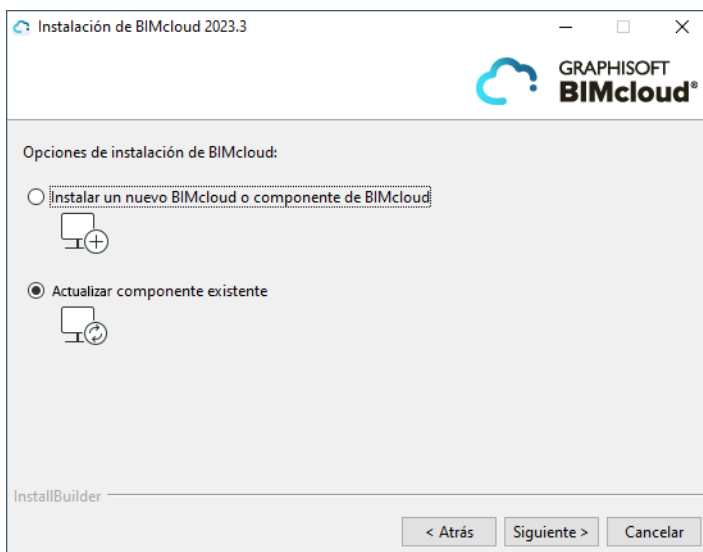 Instalación de BIMcloud 2023.3
GRAPHISOFT
BIMcloud®
Opciones de instalación de BIMcloud:
Instalar un nuevo BIMcloud o componente de BIMcloud
Actualizar componente existente
InstallBuilder
< Atrás Siguiente > Cancelar